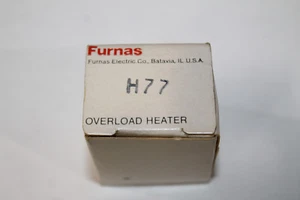 Furnas
Furnas Electric Co., Batavia, IL, U.S.A.
H77
OVERLOAD HEATER